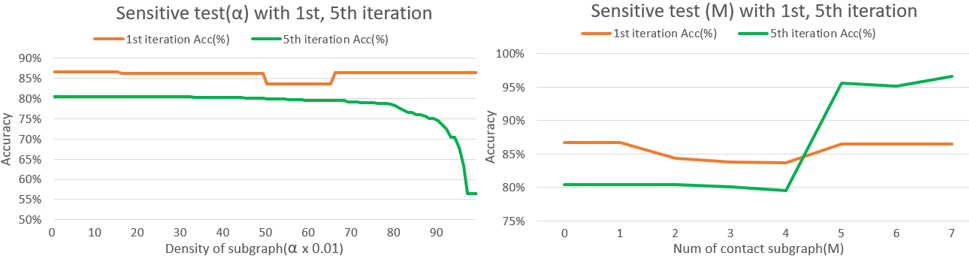 Sensitive test(α) with 1st, 5th iteration
1st iteration Acc(%)
5th iteration Acc(%)
Accuracy
90%
85%
80%
75%
70%
65%
60%
55%
50%
0 10 20 30 40 50 60 70 80 90
Density of subgraph(α x 0.01)
Sensitive test (M) with 1st, 5th iteration
1st iteration Acc(%)
5th iteration Acc(%)
Accuracy
100%
95%
90%
85%
80%
75%
0 1 2 3 4 5 6 7
Num of contact subgraph(M)